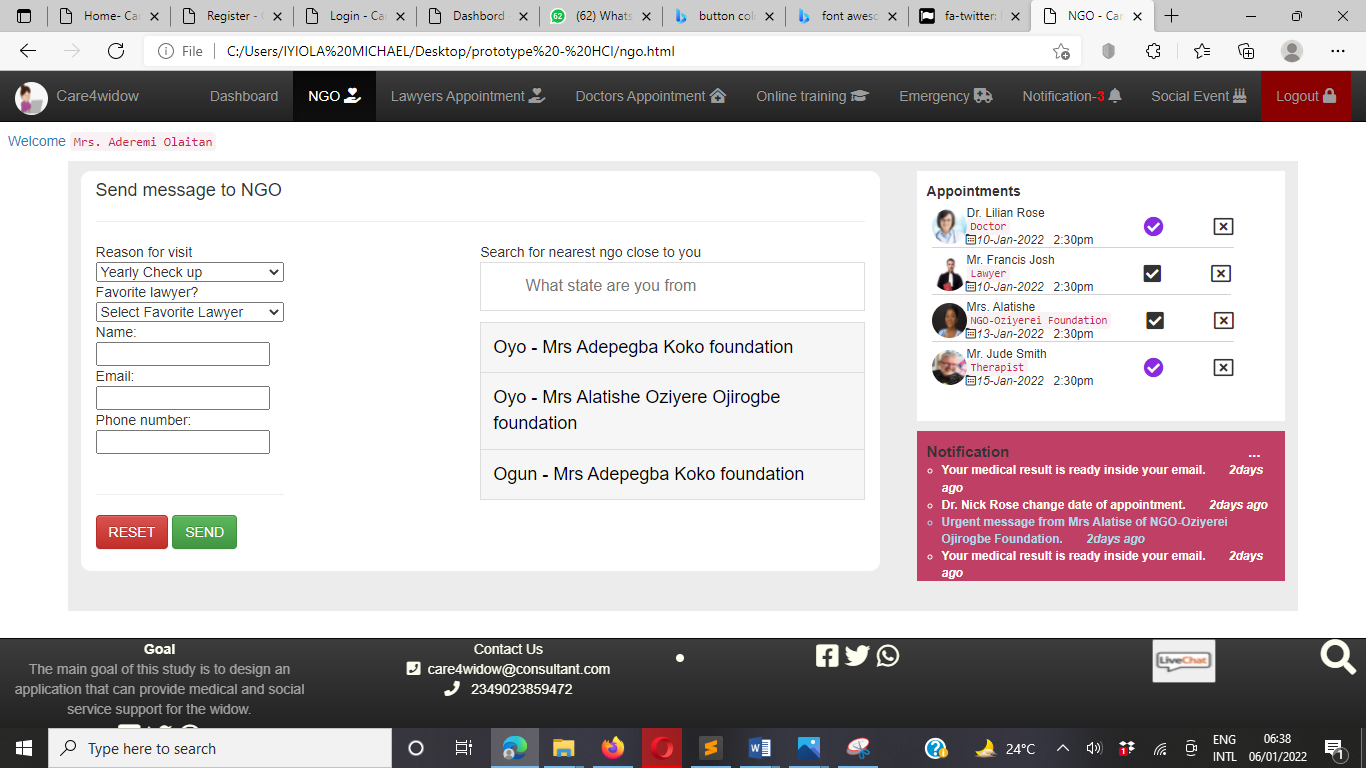 Home- Ca
Register - C
Login - Car
Dashbord -
(62) Whats
button col
font awesc
fa-twitter:
NGO - Car
File
C:/Users/IYIOLA%20MICHAEL/Desktop/prototype%20-%20HCI/ngo.html
Care4widow
Dashboard
NGO
Lawyers Appointment
Doctors Appointment
Online training
Emergency
Notification-3
Social Event
Logout
Welcome Mrs. Aderemi Olaitan
Send message to NGO
Reason for visit
Yearly Check up
Favorite lawyer?
Select Favorite Lawyer
Name:
Email:
Phone number:
RESET SEND
Search for nearest ngo close to you
What state are you from
Oyo - Mrs Adepegba Koko foundation
Oyo - Mrs Alatishe Oziyere Ojirogbe
foundation
Ogun - Mrs Adepegba Koko foundation
Appointments
Dr. Lilian Rose
Doctor
10-Jan-2022 2:30pm
Mr. Francis Josh
Lawyer
10-Jan-2022 2:30pm
Mrs. Alatishe
NGO-Oziyerei Foundation
13-Jan-2022 2:30pm
Mr. Jude Smith
Therapist
15-Jan-2022 2:30pm
Notification ...
Your medical result is ready inside your email. 2days
ago
Dr. Nick Rose change date of appointment. 2days ago
Urgent message from Mrs Alatise of NGO-Oziyerei
Ojirogbe Foundation. 2days ago
Your medical result is ready inside your email. 2days
ago
Goal
The main goal of this study is to design an
application that can provide medical and social
service support for the widow.
Contact Us
care4widow@consultant.com
2349023859472
LiveChat
Type here to search
24°C
ENG
INTL
06:38
06/01/2022
1